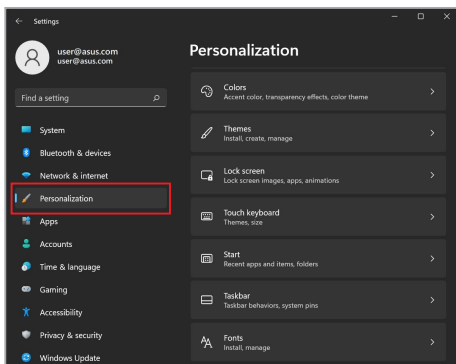 Settings
user@asus.com
user@asus.com
Find a setting
System
Bluetooth & devices
Network & internet
Personalization
Apps
Accounts
Time & language
Gaming
Accessibility
Privacy & security
Windows Update
Personalization
Colors
Accent color, transparency effects, color theme
Themes
Install, create, manage
Lock screen
Lock screen images, apps, animations
Touch keyboard
Themes, size
Start
Recent apps and items, folders
Taskbar
Taskbar behaviors, system pins
Fonts
Install, manage